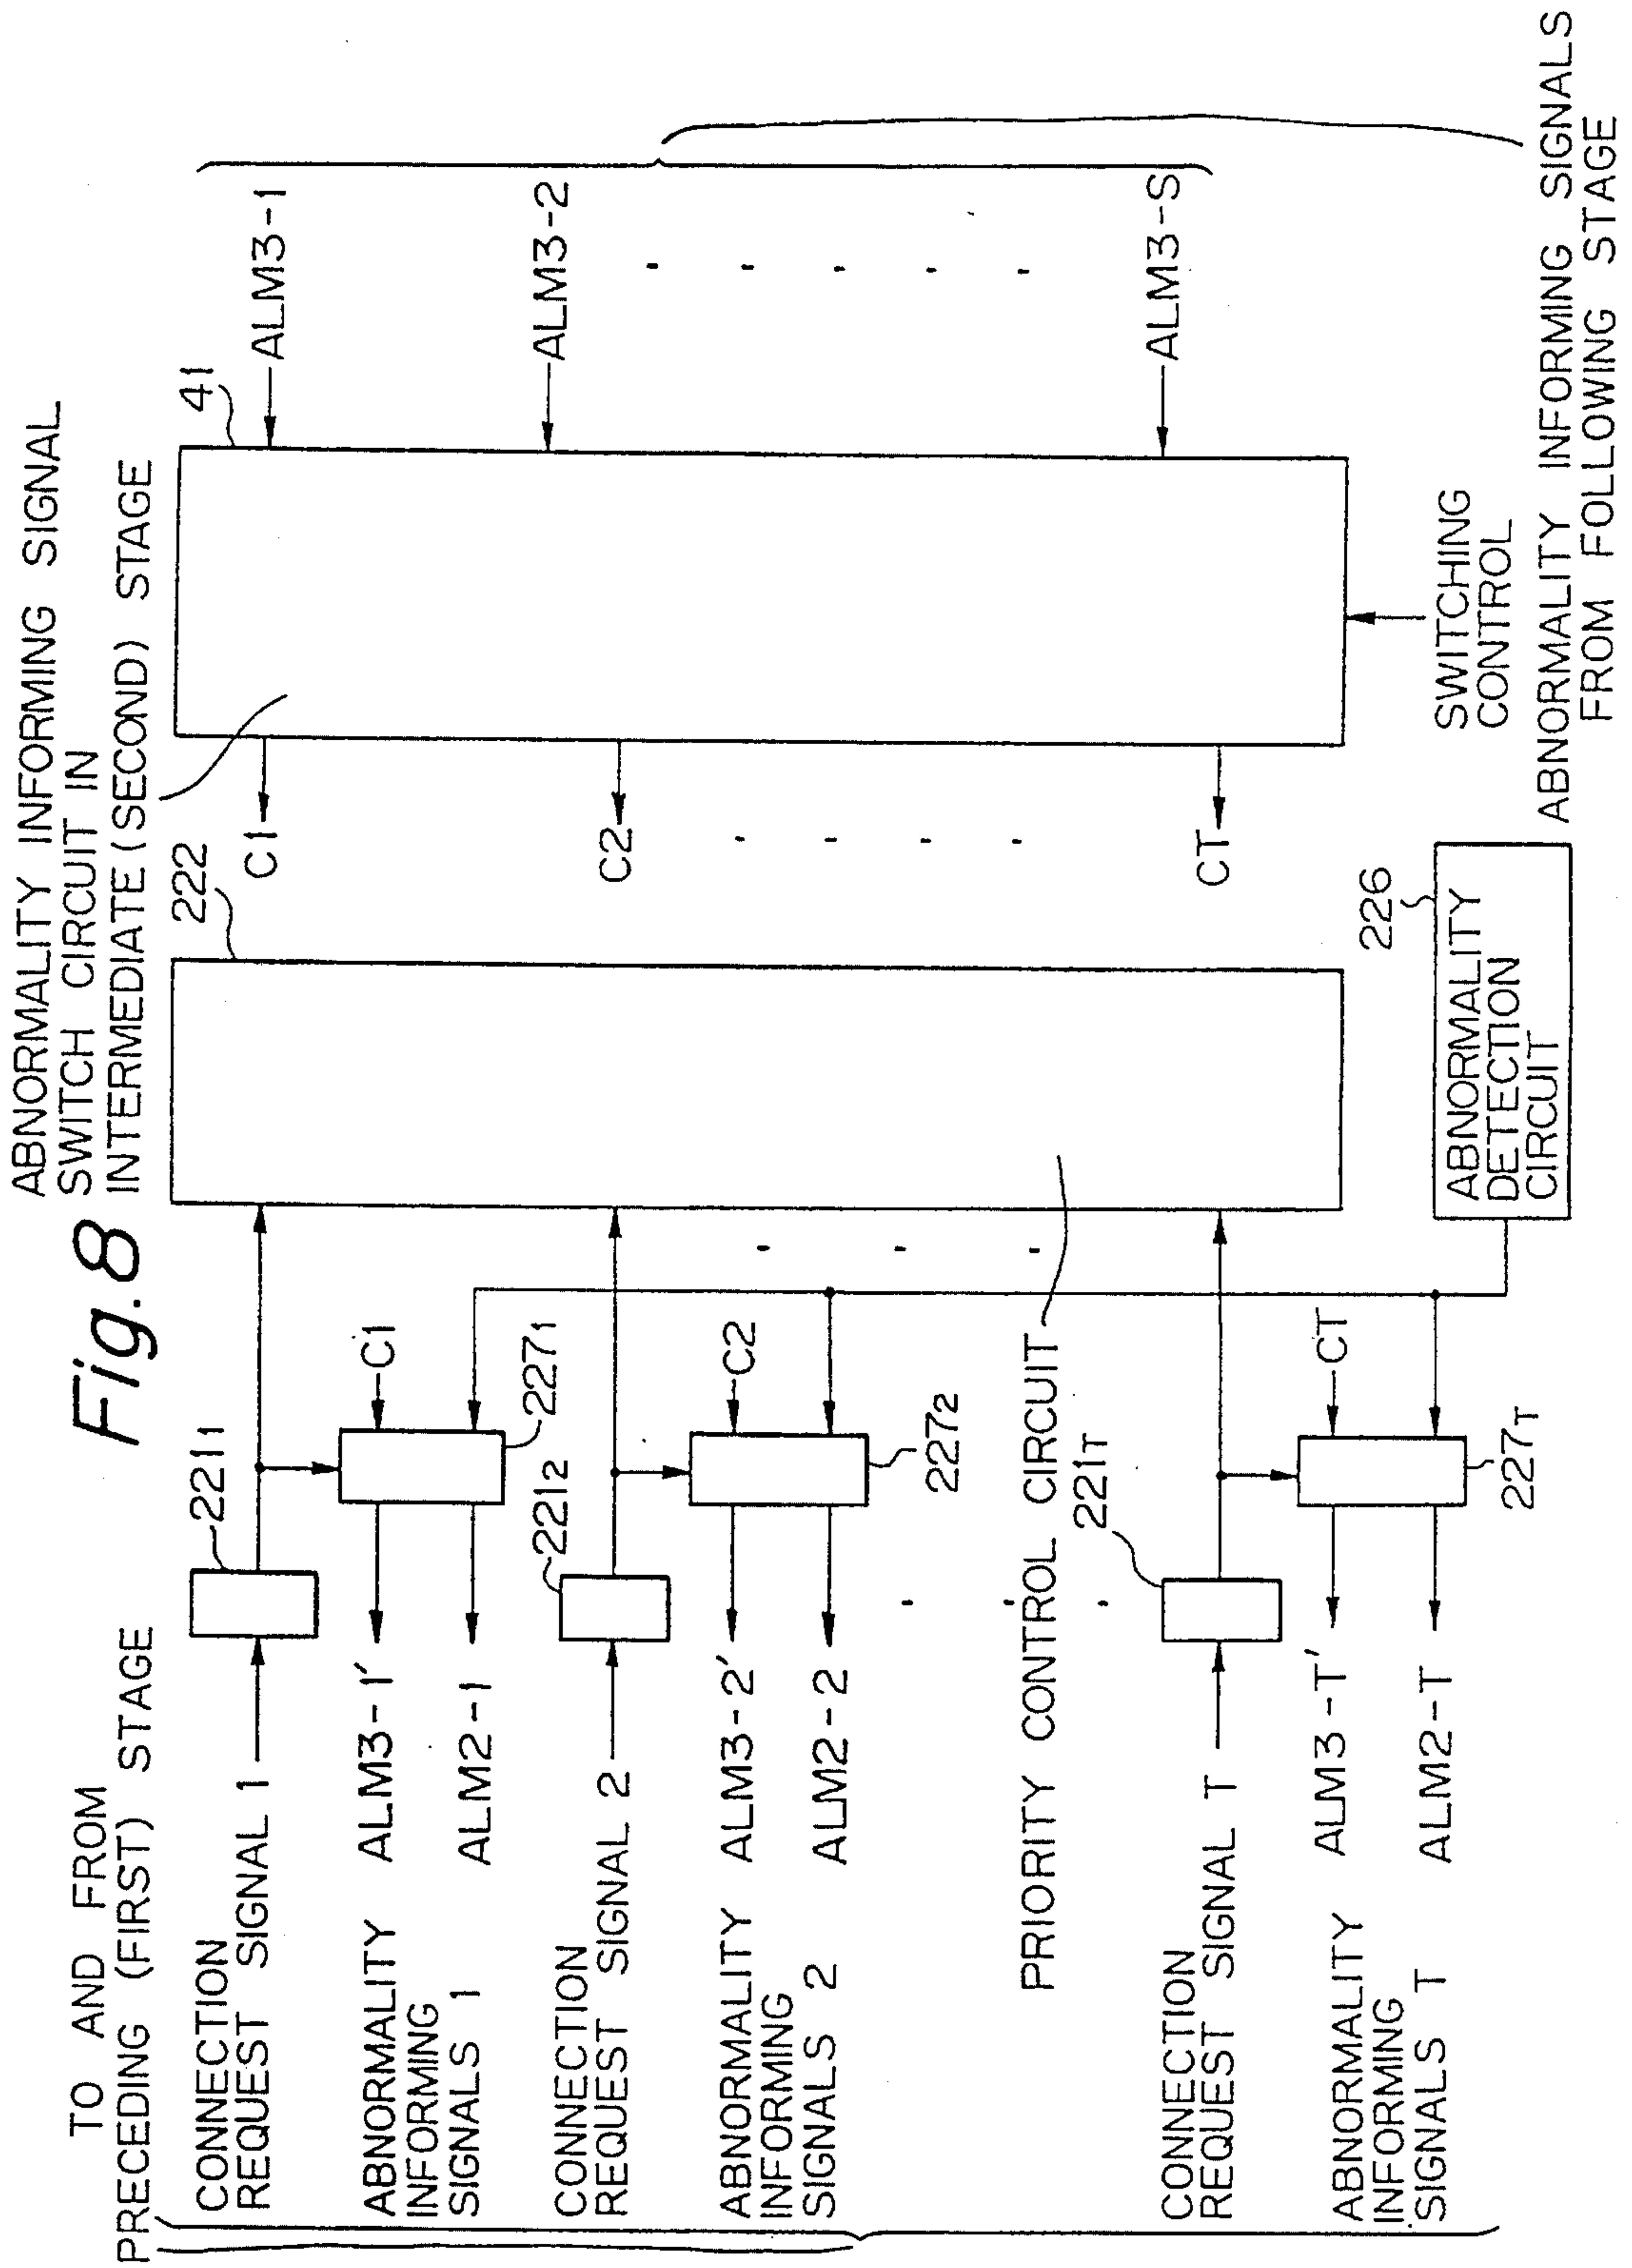 Fig. 8
TO AND FROM
PRECEDING (FIRST) STAGE
ABNORMALITY INFORMING SIGNAL
SWITCH CIRCUIT IN
INTERMEDIATE (SECOND) STAGE
CONNECTION
REQUEST SIGNAL 1
221₁
222
C1
41
ALM3-1
ABNORMALITY
INFORMING
SIGNALS 1
ALM3-1'
ALM2-1
C1
227₁
CONNECTION
REQUEST SIGNAL 2
221₂
C2
ALM3-2
ABNORMALITY
INFORMING
SIGNALS 2
ALM3-2'
ALM2-2
C2
227₂
PRIORITY CONTROL CIRCUIT
CONNECTION
REQUEST SIGNAL T
221T
CT
ALM3-S
ABNORMALITY
INFORMING
SIGNALS T
ALM3-T'
ALM2-T
CT
227T
226
ABNORMALITY
DETECTION
CIRCUIT
SWITCHING
CONTROL
ABNORMALITY INFORMING SIGNALS
FROM FOLLOWING STAGE